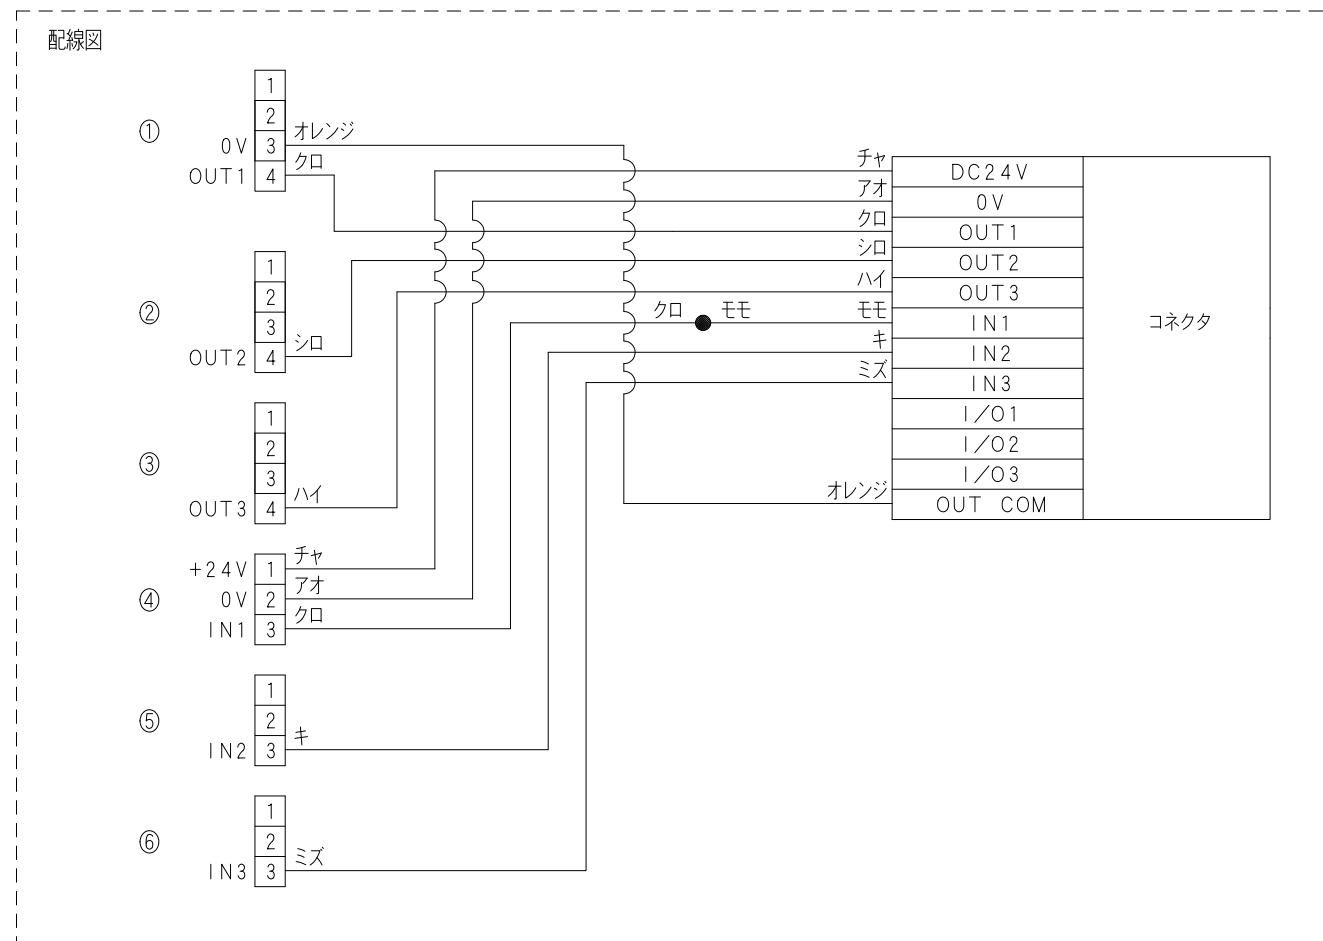 配線図
① 
1
2
0V 3 オレンジ
OUT1 4 クロ
②
1
2
3
OUT2 4 シロ
③
1
2
3
OUT3 4 ハイ
④
+24V 1 チャ
0V 2 アオ
IN1 3 クロ
⑤
1
2
IN2 3 キ
⑥
1
2
IN3 3 ミズ
クロ モモ
チャ DC24V
アオ 0V
クロ OUT1
シロ OUT2
ハイ OUT3
モモ IN1
キ IN2
ミズ IN3
I/O1
I/O2
I/O3
オレンジ OUT COM
コネクタ